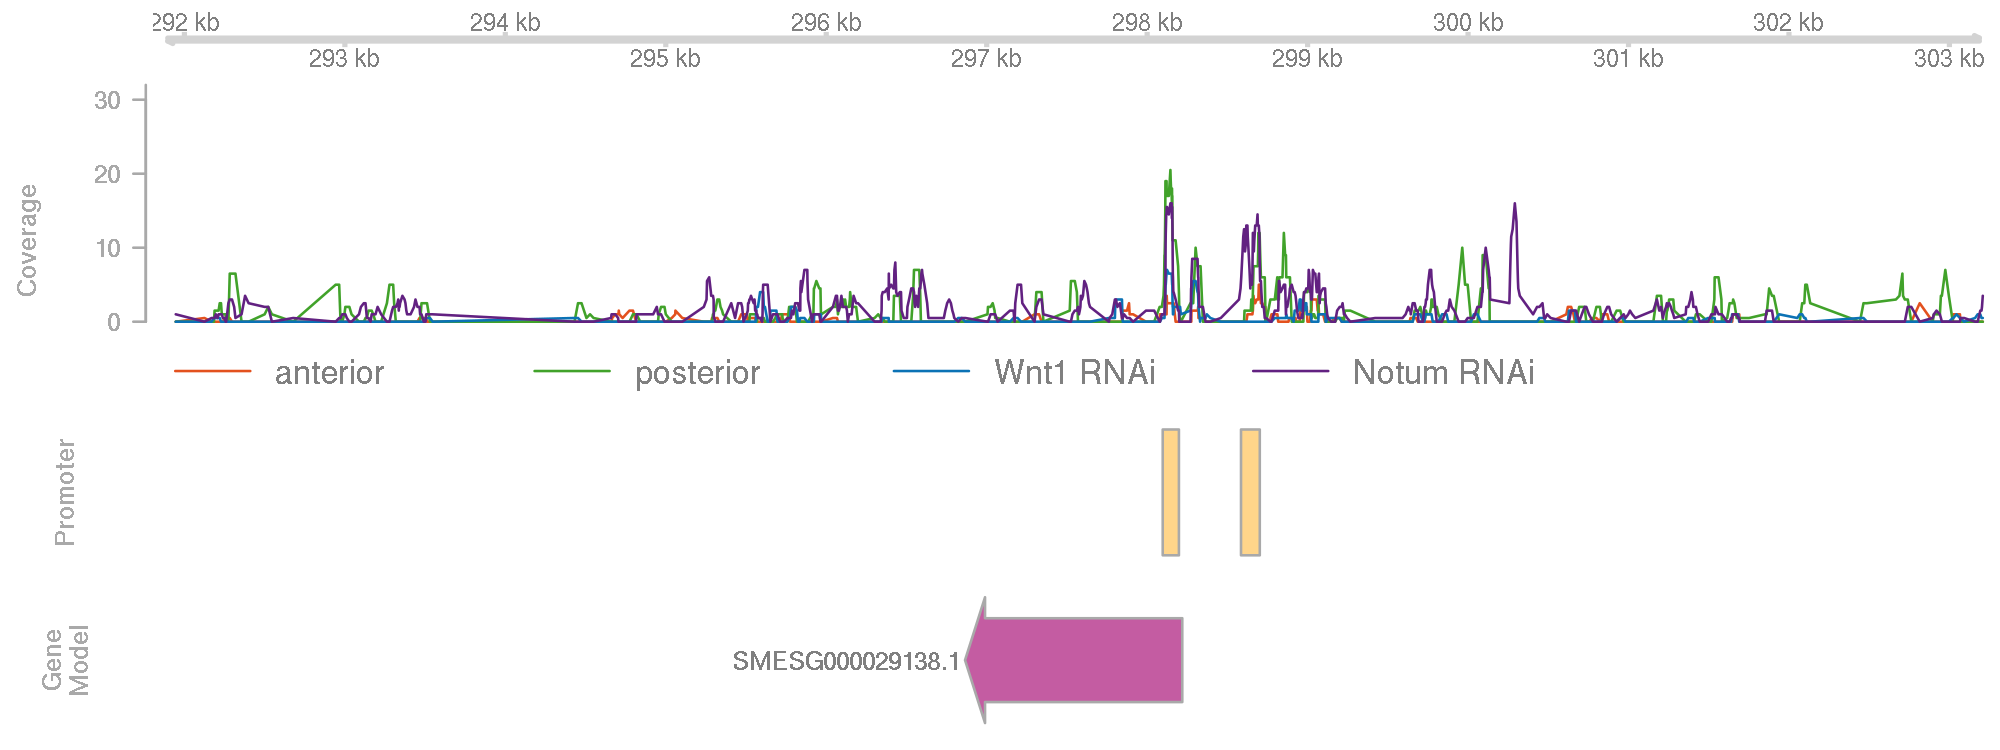 292 kb 294 kb 296 kb 298 kb 300 kb 302 kb
293 kb 295 kb 297 kb 299 kb 301 kb 303 kb
30
20
10
0
Coverage
anterior posterior Wnt1 RNAi Notum RNAi
Promoter
Gene
Model
SMESG000029138.1